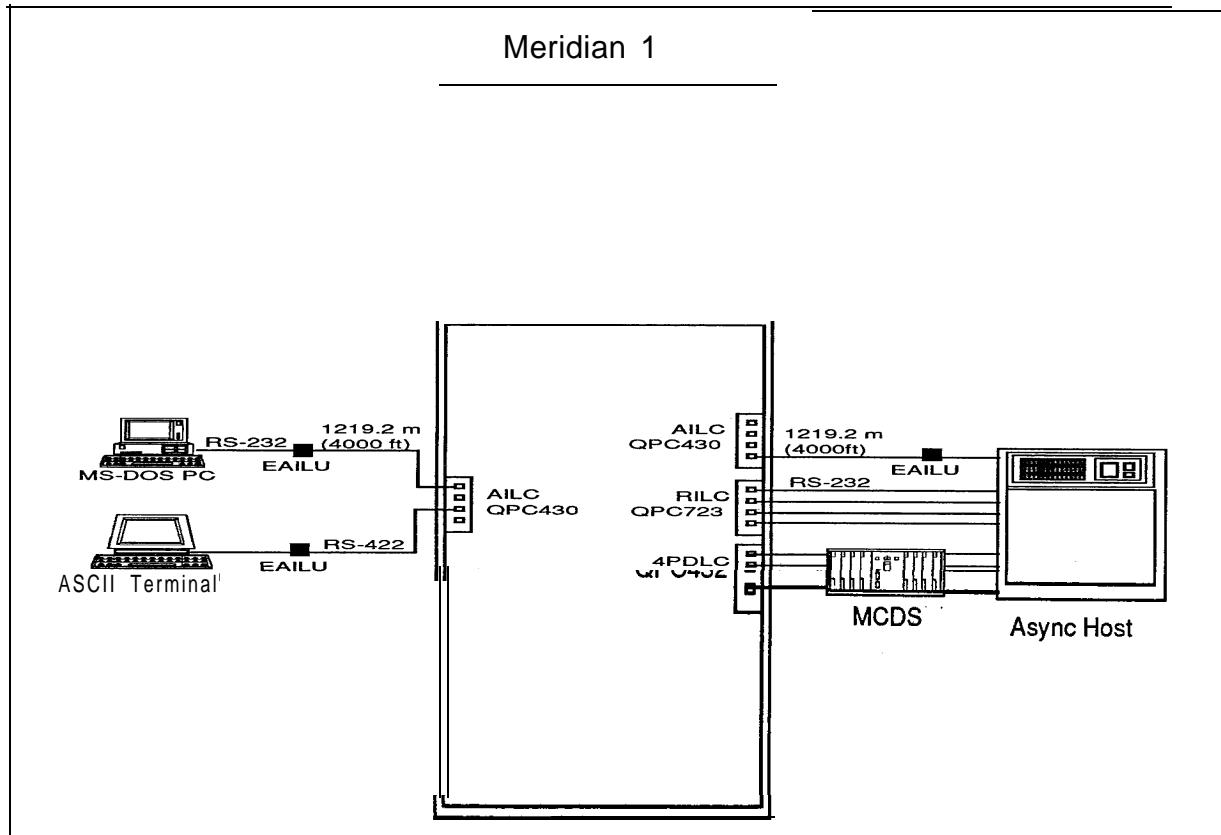 Meridian 1
RS-232
1219.2 m
(4000 ft)
EAILU
MS-DOS PC
AILC
QPC430
RS-422
EAILU
ASCII Terminal
AILC
QPC430
1219.2 m
(4000ft)
EAILU
RILC
QPC723
RS-232
4PDLC
MCDS
Async Host